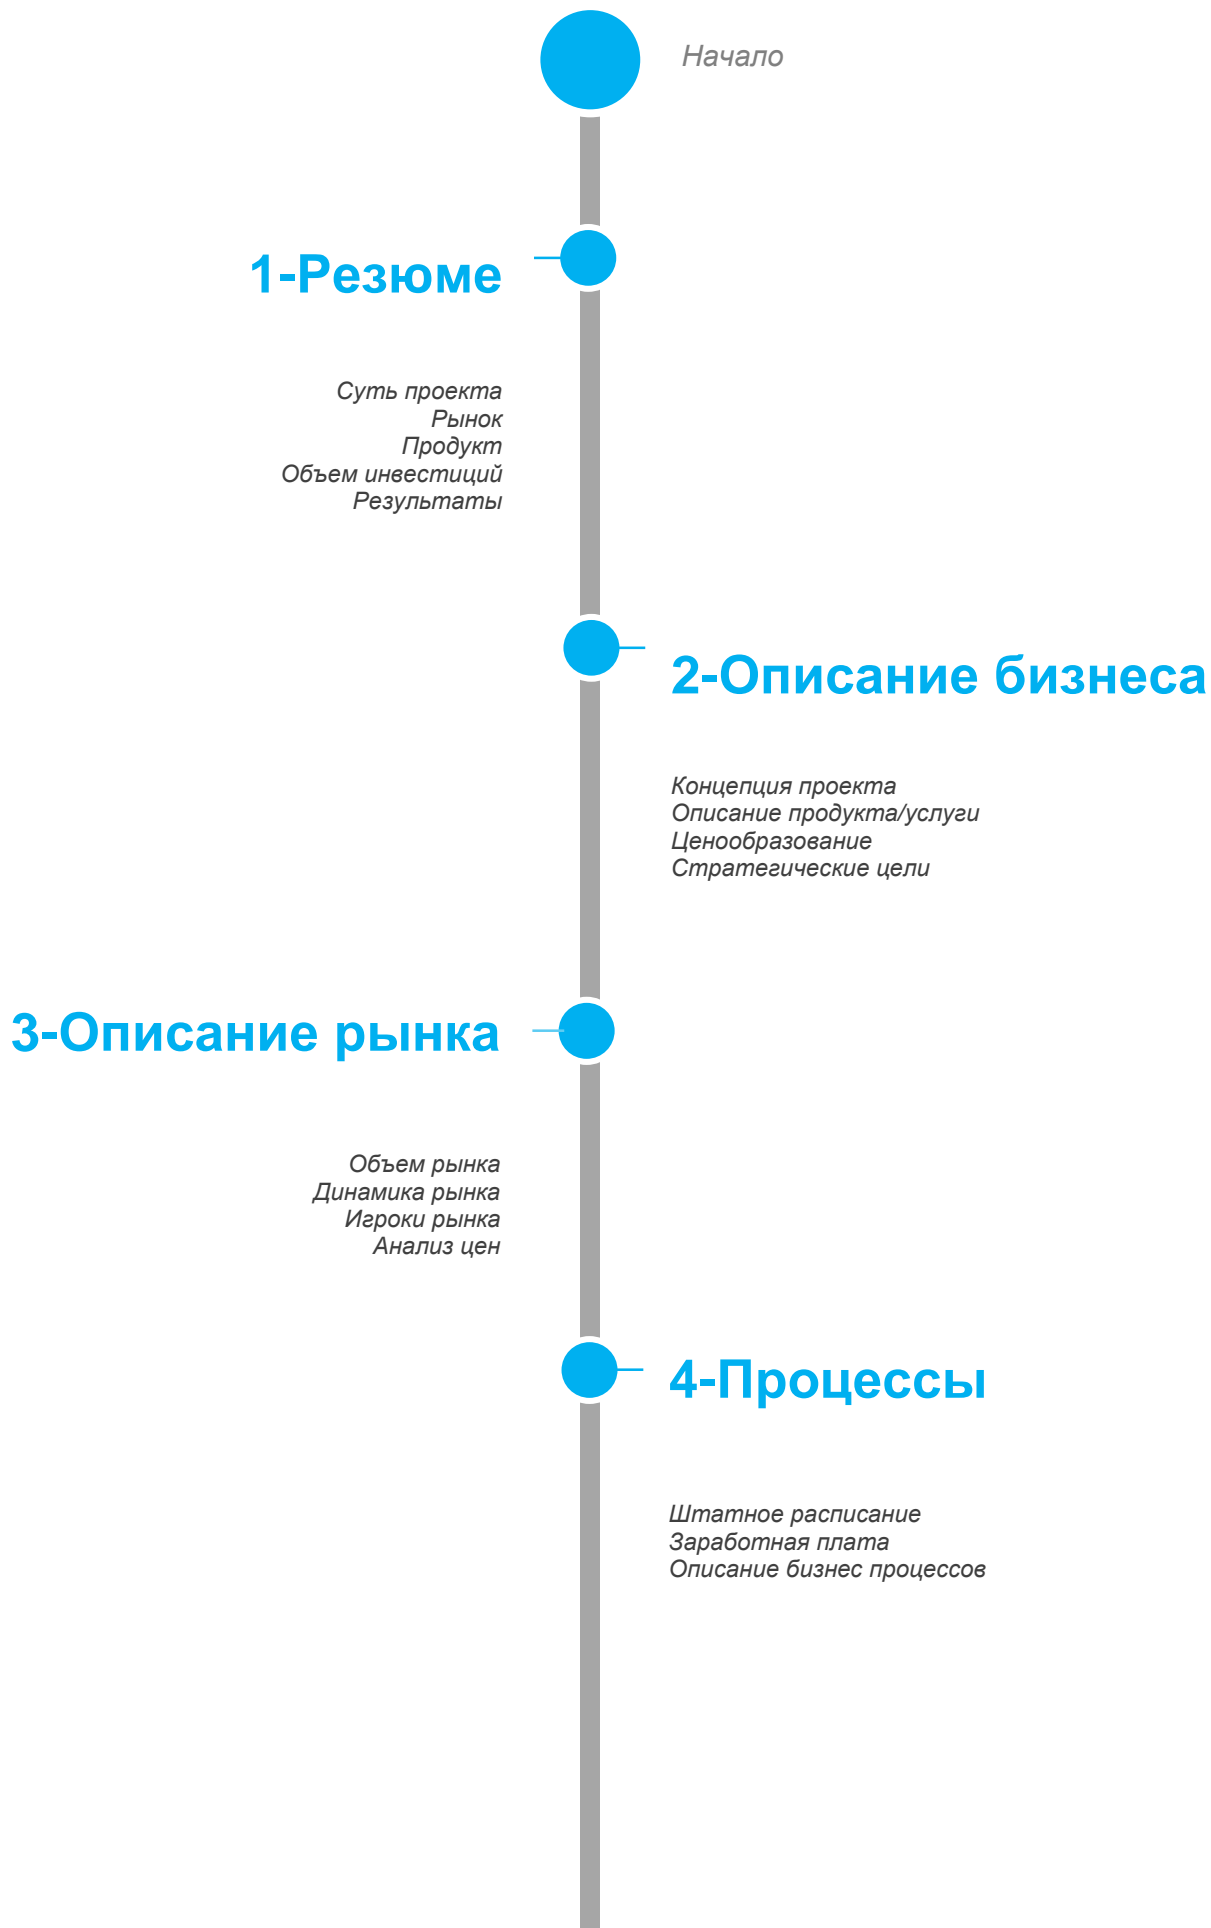 Начало
1-Резюме
Суть проекта
Рынок
Продукт
Объем инвестиций
Результаты
2-Описание бизнеса
Концепция проекта
Описание продукта/услуги
Ценообразование
Стратегические цели
3-Описание рынка
Объем рынка
Динамика рынка
Игроки рынка
Анализ цен
4-Процессы
Штатное расписание
Заработная плата
Описание бизнес процессов